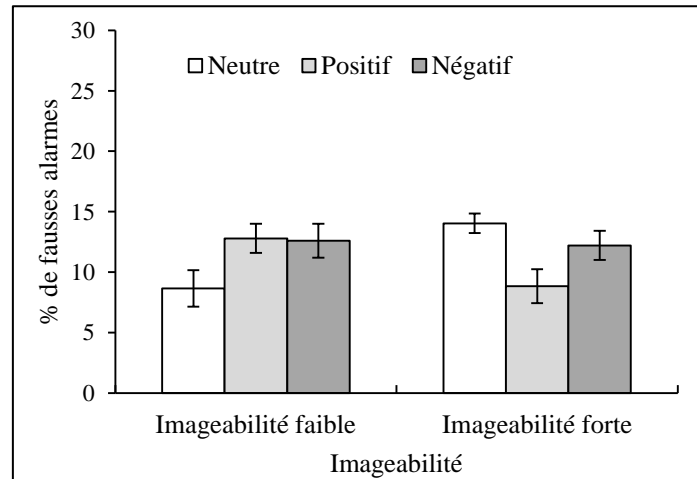 30
25
20
15
10
5
0
% de fausses alarmes
Neutre Positif Négatif
Imageabilité faible Imageabilité forte
Imageabilité